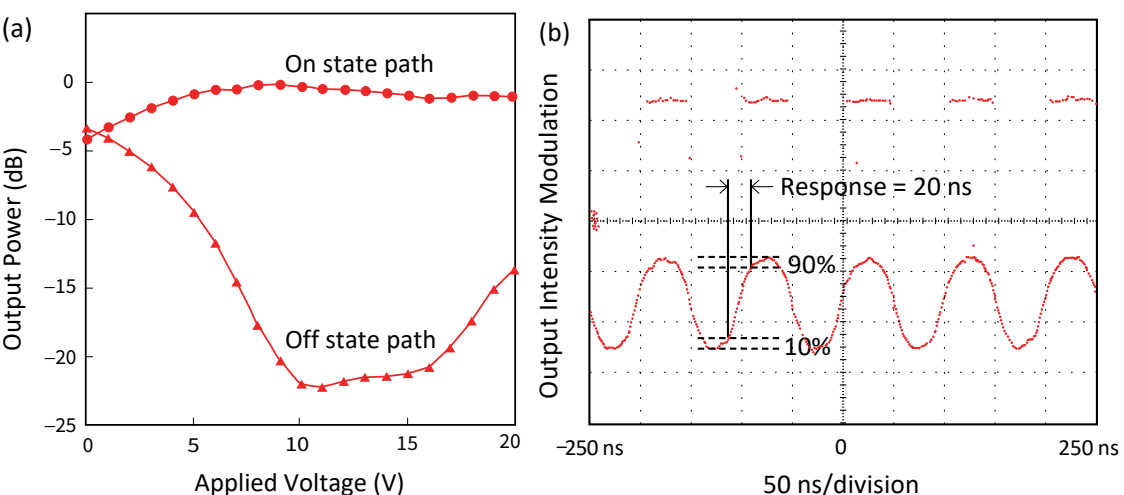 (a)
On state path
Off state path
Output Power (dB)
0
−5
−10
−15
−20
−25
0
5
10
15
20
Applied Voltage (V)
(b)
Response = 20 ns
90%
10%
Output Intensity Modulation
−250 ns
0
250 ns
50 ns/division